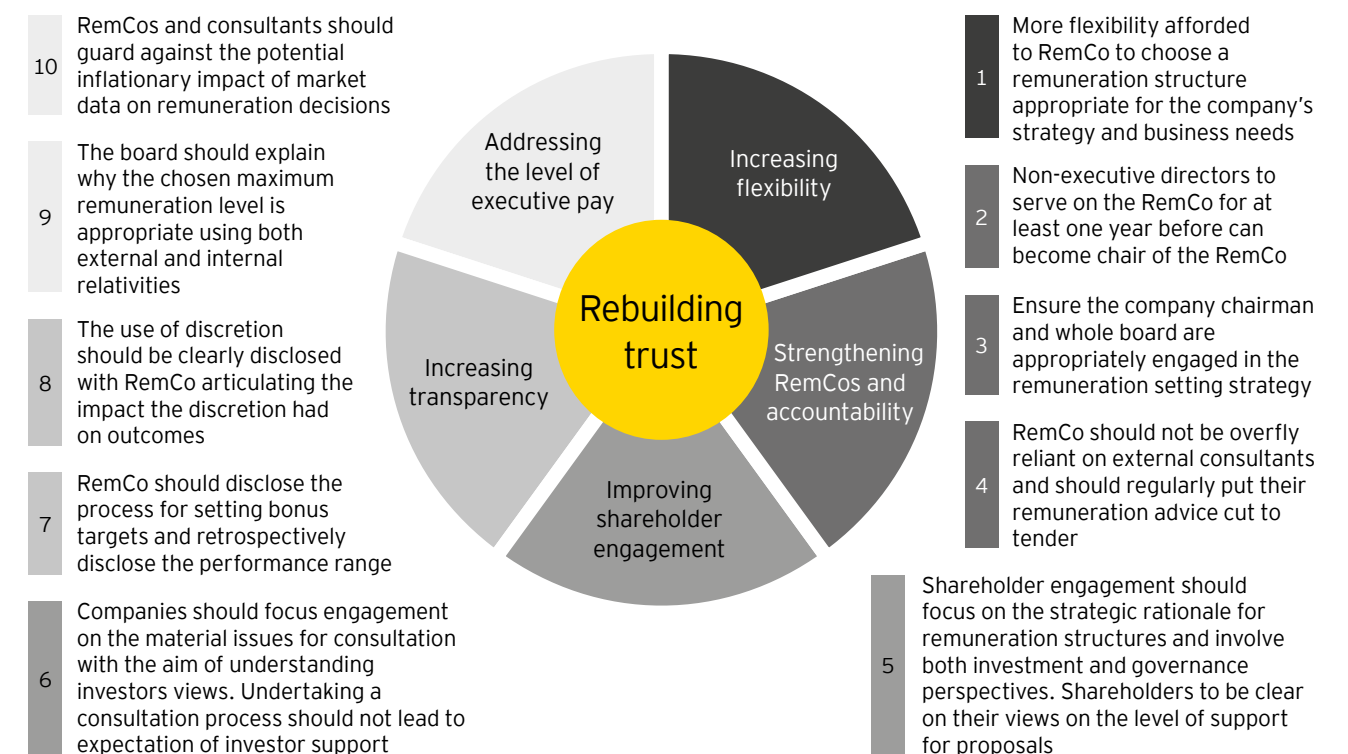 10
RemCos and consultants should
guard against the potential
inflationary impact of market
data on remuneration decisions
9
The board should explain
why the chosen maximum
remuneration level is
appropriate using both
external and internal
relativities
8
The use of discretion
should be clearly disclosed
with RemCo articulating the
impact the discretion had
on outcomes
7
RemCo should disclose the
process for setting bonus
targets and retrospectively
disclose the performance range
6
Companies should focus engagement
on the material issues for consultation
with the aim of understanding
investors views. Undertaking a
consultation process should not lead to
expectation of investor support
Addressing
the level of
executive pay
Increasing
flexibility
Rebuilding
trust
Increasing
transparency
Strengthening
RemCos and
accountability
Improving
shareholder
engagement
1
More flexibility afforded
to RemCo to choose a
remuneration structure
appropriate for the company's
strategy and business needs
2
Non-executive directors to
serve on the RemCo for at
least one year before can
become chair of the RemCo
3
Ensure the company chairman
and whole board are
appropriately engaged in the
remuneration setting strategy
4
RemCo should not be overfly
reliant on external consultants
and should regularly put their
remuneration advice cut to
tender
5
Shareholder engagement should
focus on the strategic rationale for
remuneration structures and involve
both investment and governance
perspectives. Shareholders to be clear
on their views on the level of support
for proposals